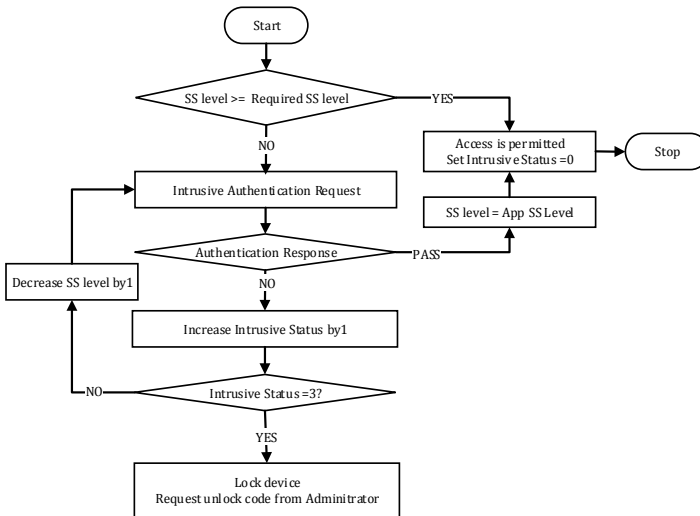 Start
SS level >= Required SS level
YES
NO
Access is permitted
Set Intrusive Status =0
Stop
Intrusive Authentication Request
SS level = App SS Level
Authentication Response
PASS
Decrease SS level by1
NO
Increase Intrusive Status by1
Intrusive Status =3?
NO
YES
Lock device
Request unlock code from Adminitrator